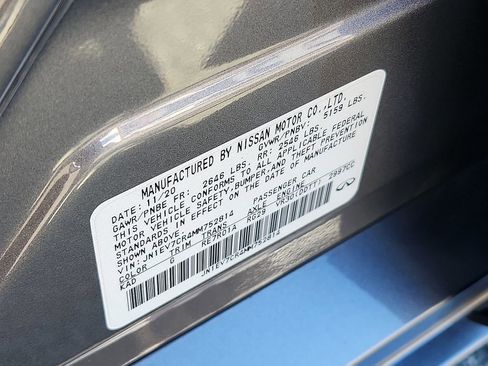 MANUFACTURED BY NISSAN MOTOR CO.,LTD.
DATE: 11/20 GVWR/PNBV: 5159 LBS.
GAWR/PNBE FR: 2646 LBS. RR: 2546 LBS.
THIS VEHICLE CONFORMS TO ALL APPLICABLE FEDERAL
MOTOR VEHICLE SAFETY,BUMPER,AND THEFT PREVENTION
STANDARDS IN EFFECT ON THE DATE OF MANUFACTURE
SHOWN ABOVE.
VIN: JN1EV7CR4MM752814 PASSENGER CAR
COLOR TRIM TRANS AXLE ENGINE
KAD G RE7R01A RG29 VR30(DDTT) 2997CC
JN1EV7CR4MM752814